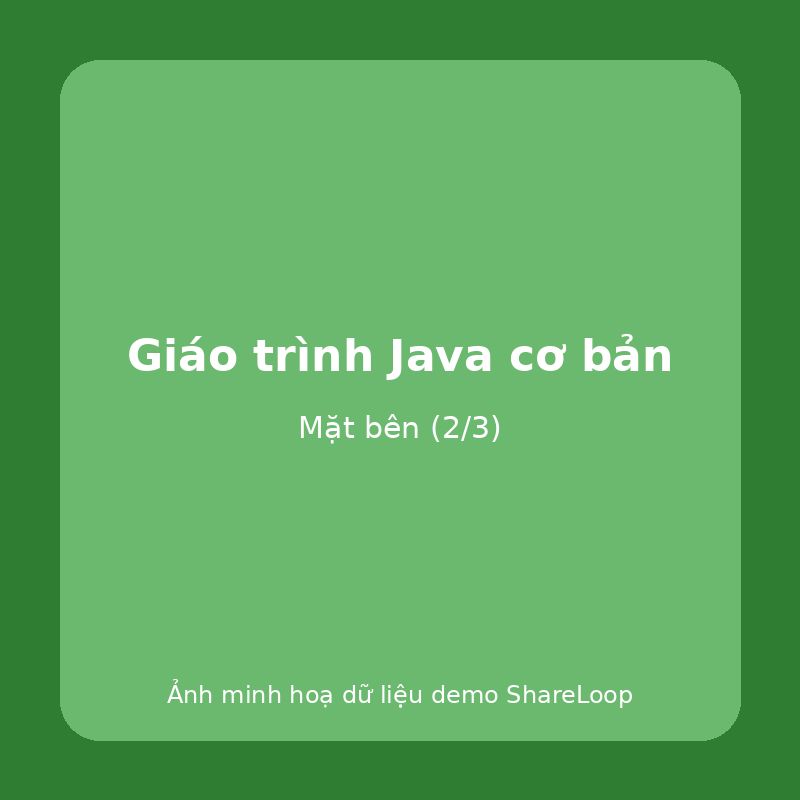 Giáo trình Java cơ bản
Mặt bên (2/3)
Ảnh minh hoạ dữ liệu demo ShareLoop